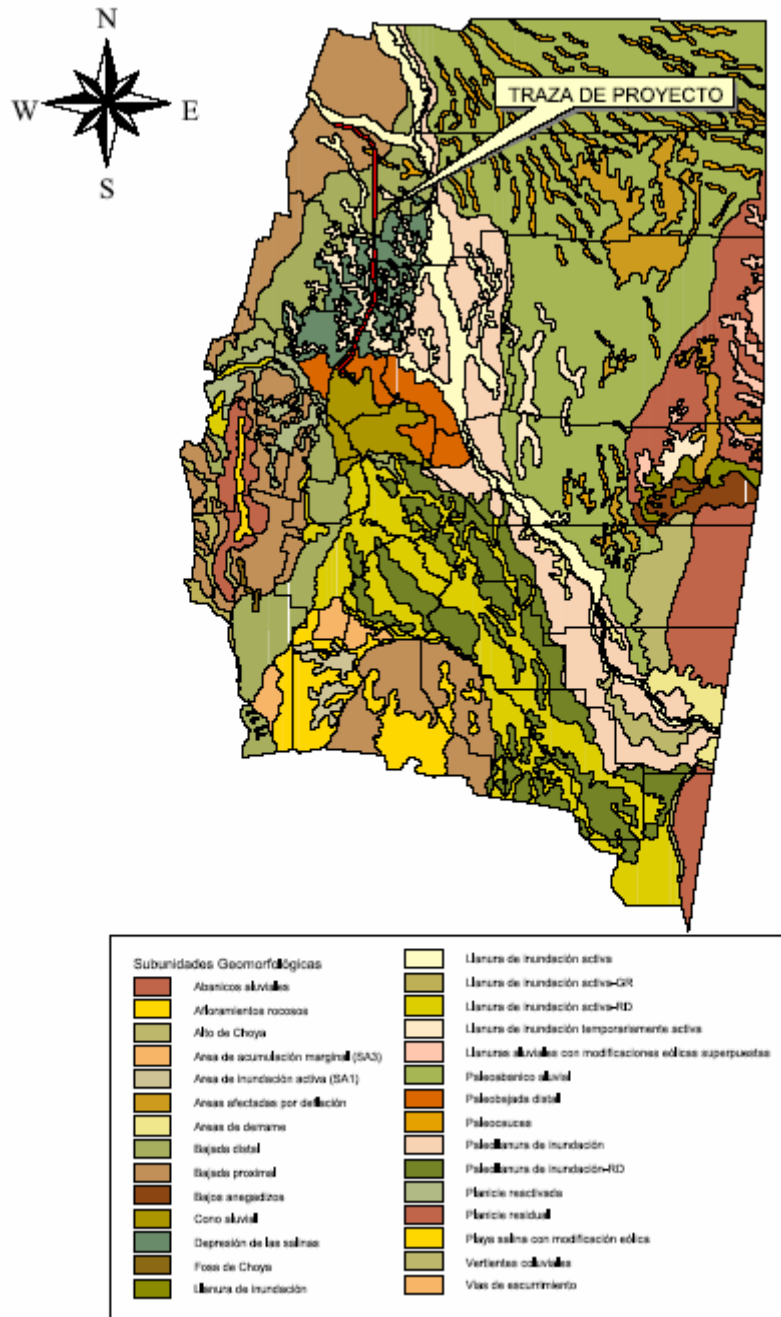 N
W
E
S
TRAZA DE PROYECTO
Subunidades Geomorfológicas
Abanicos aluviales
Afloramientos rocosos
Alto de Choya
Area de acumulación marginal (SA3)
Area de inundación activa (SA1)
Areas afectadas por deflación
Areas de derrame
Bajada distal
Bajada proximal
Bajos anegadizos
Cono aluvial
Depresión de las salinas
Fosa de Choya
Llanura de inundación
Llanura de inundación activa
Llanura de inundación activa-GR
Llanura de inundación activa-RD
Llanura de inundación temporariamente activa
Llanuras aluviales con modificaciones eólicas superpuestas
Paleoabanico aluvial
Paleobajada distal
Paleocauces
Paleollanura de inundación
Paleollanura de inundación-RD
Planicie reactivada
Planicie residual
Playa salina con modificación eólica
Vertientes coluviales
Vias de escurrimiento